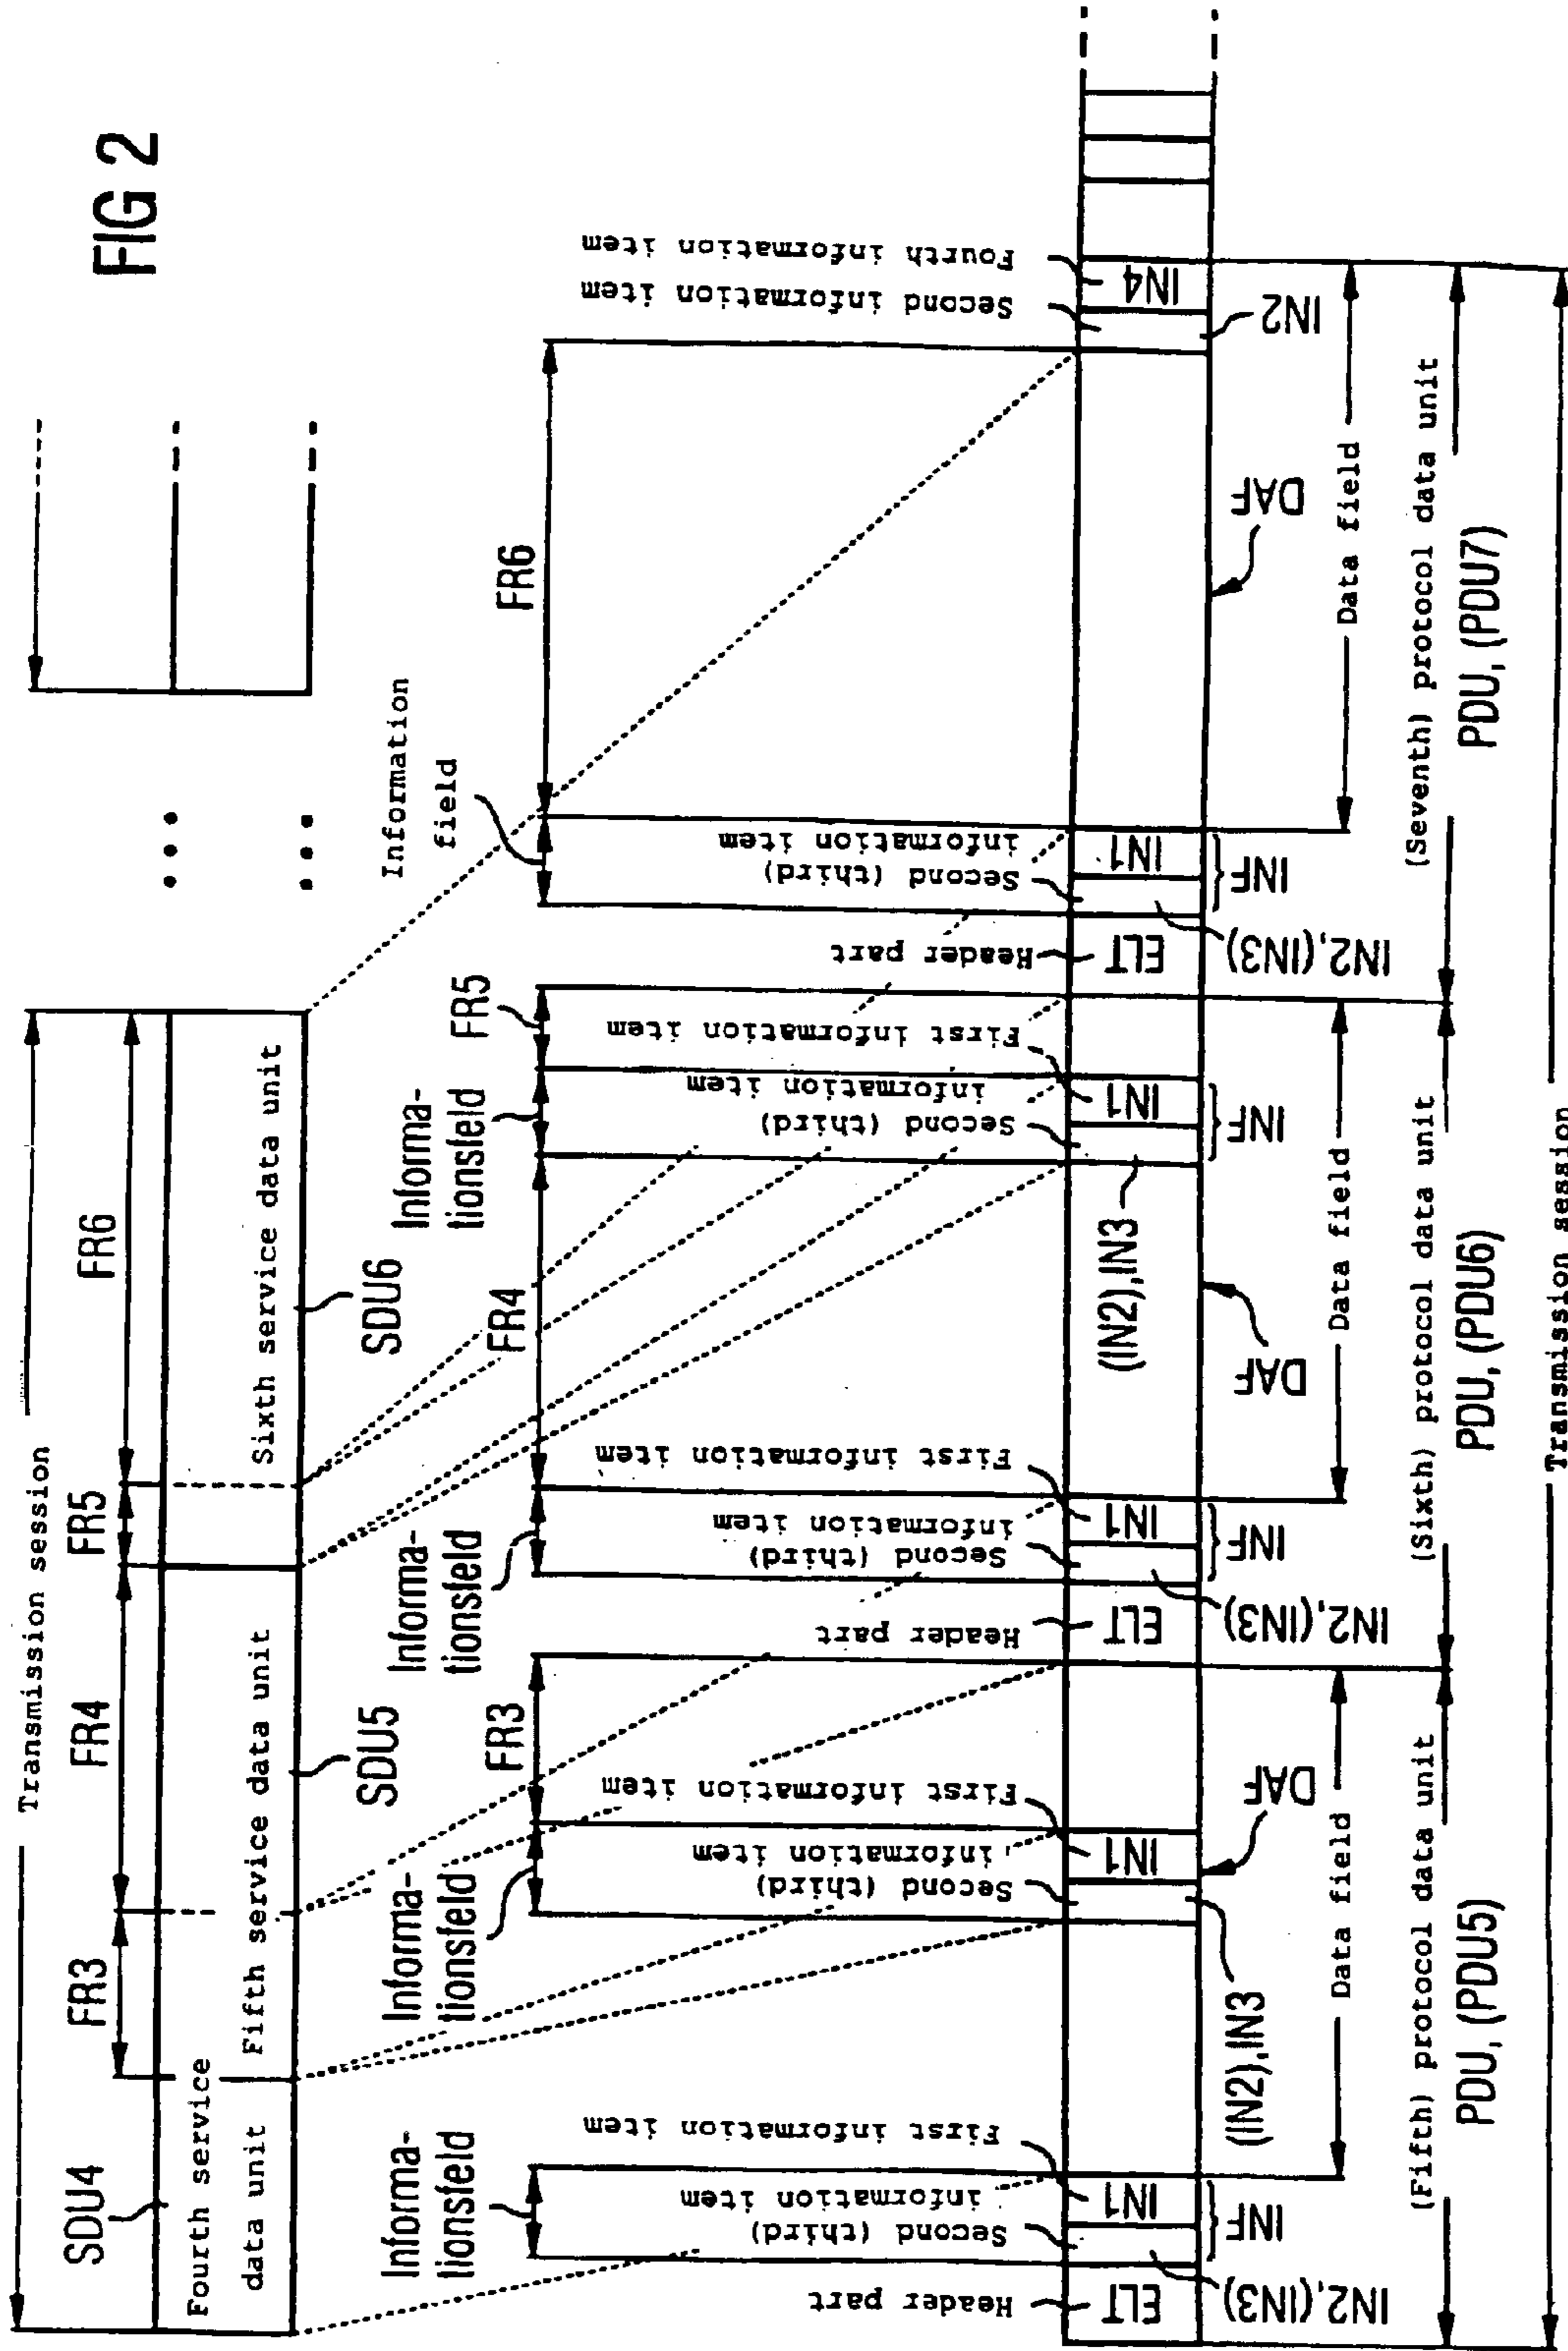 FIG 2
Transmission session
SDU4
FR3
FR4
FR5
FR6
Fourth service
data unit
Fifth service data unit
Sixth service data unit
SDU5
SDU6
• • •
• • •
Informa-
tionsfeld
Informa-
tionsfeld
FR3
Informa-
tionsfeld
FR4
Informa-
tionsfeld
FR5
Information
field
FR6
Header part
Second (third)
information item
First information item
Second (third)
information item
First information item
Header part
Second (third)
information item
First information item
Second (third)
information item
First information item
Header part
Second (third)
information item
Second information item
Fourth information item
ELT
IN1
IN1
ELT
IN1
IN1
ELT
IN1
IN4
IN2,(IN3)
INF
(IN2),IN3
DAF
IN2,(IN3)
INF
DAF
(IN2),IN3
INF
IN2,(IN3)
INF
DAF
IN2
Data field
Data field
Data field
(Fifth) protocol data unit
PDU, (PDU5)
(Sixth) protocol data unit
PDU, (PDU6)
(Seventh) protocol data unit
PDU, (PDU7)
Transmission session